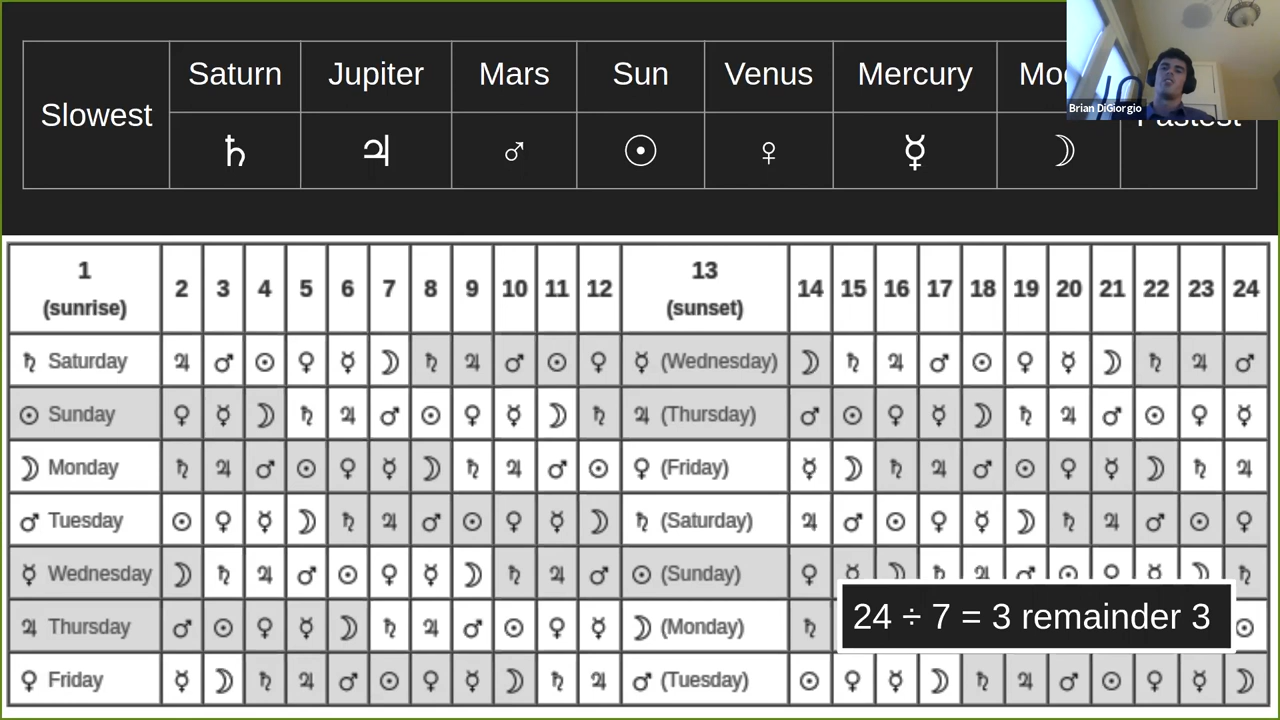 Saturn Jupiter Mars Sun Venus Mercury
Brian DiGiorgio
Slowest Fastest
♄ ♃ ♂ ☉ ♀ ☿ ☽
1 (sunrise) 2 3 4 5 6 7 8 9 10 11 12 13 (sunset) 14 15 16 17 18 19 20 21 22 23 24
♄ Saturday ♃ ♂ ☉ ♀ ☿ ☽ ♄ ♃ ♂ ☉ ♀ ☿ (Wednesday) ☽ ♄ ♃ ♂ ☉ ♀ ☿ ☽ ♄ ♃ ♂
☉ Sunday ♀ ☿ ☽ ♄ ♃ ♂ ☉ ♀ ☿ ☽ ♄ ♃ (Thursday) ♂ ☉ ♀ ☿ ☽ ♄ ♃ ♂ ☉ ♀ ☿
☽ Monday ♄ ♃ ♂ ☉ ♀ ☿ ☽ ♄ ♃ ♂ ☉ ♀ (Friday) ☿ ☽ ♄ ♃ ♂ ☉ ♀ ☿ ☽ ♄ ♃
♂ Tuesday ☉ ♀ ☿ ☽ ♄ ♃ ♂ ☉ ♀ ☿ ☽ ♄ (Saturday) ♃ ♂ ☉ ♀ ☿ ☽ ♄ ♃ ♂ ☉ ♀
☿ Wednesday ☽ ♄ ♃ ♂ ☉ ♀ ☿ ☽ ♄ ♃ ♂ ☉ (Sunday) ♀ ☿ ☽ ♄ ♃ ♂ ☉ ♀ ☿ ☽ ♄
♃ Thursday ♂ ☉ ♀ ☿ ☽ ♄ ♃ ♂ ☉ ♀ ☿ ☽ (Monday) ♄ ☉
24 ÷ 7 = 3 remainder 3
♀ Friday ☿ ☽ ♄ ♃ ♂ ☉ ♀ ☿ ☽ ♄ ♃ ♂ (Tuesday) ☉ ♀ ☿ ☽ ♄ ♃ ♂ ☉ ♀ ☿ ☽